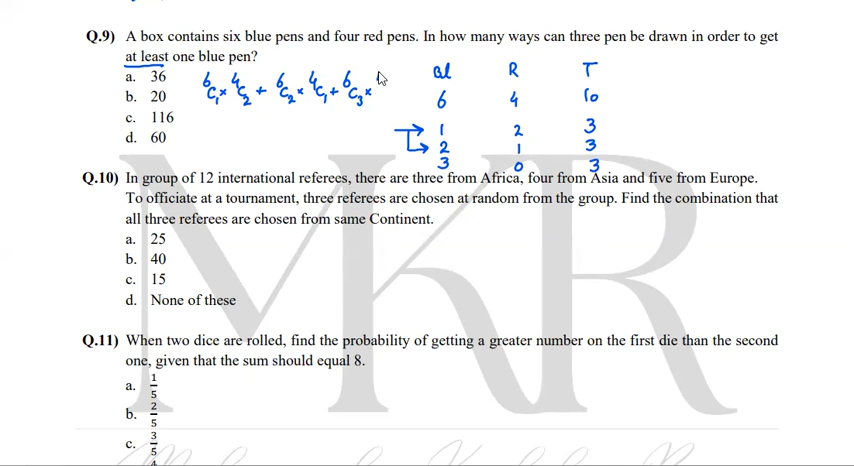 Q.9) A box contains six blue pens and four red pens. In how many ways can three pen be drawn in order to get
at least one blue pen?
a. 36
b. 20
c. 116
d. 60
⁶C₁ × ⁴C₂ + ⁶C₂ × ⁴C₁ + ⁶C₃ ×
Bl R T
6 4 10
1 2 3
2 1 3
3 0 3
Q.10) In group of 12 international referees, there are three from Africa, four from Asia and five from Europe.
To officiate at a tournament, three referees are chosen at random from the group. Find the combination that
all three referees are chosen from same Continent.
a. 25
b. 40
c. 15
d. None of these
Q.11) When two dice are rolled, find the probability of getting a greater number on the first die than the second
one, given that the sum should equal 8.
a. 1/5
b. 2/5
c. 3/5
MKR